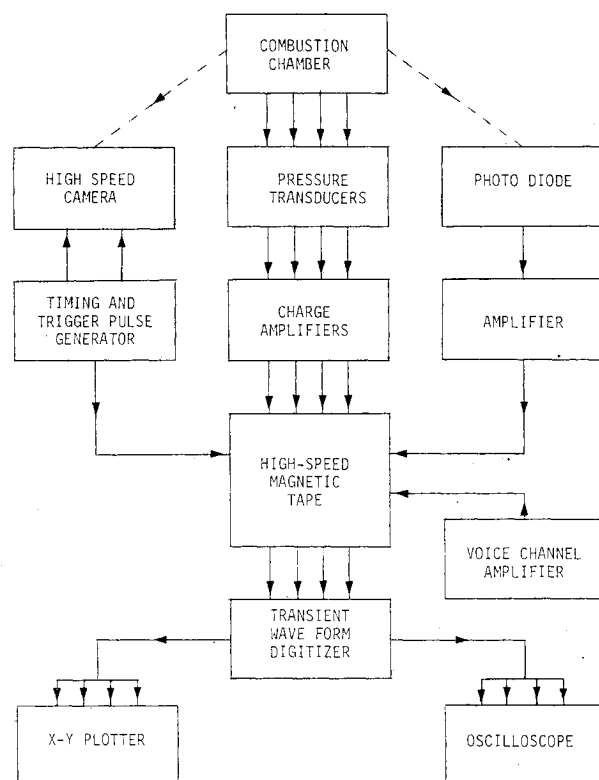 COMBUSTION
CHAMBER
HIGH SPEED
CAMERA
PRESSURE
TRANSDUCERS
PHOTO DIODE
TIMING AND
TRIGGER PULSE
GENERATOR
CHARGE
AMPLIFIERS
AMPLIFIER
HIGH-SPEED
MAGNETIC
TAPE
VOICE CHANNEL
AMPLIFIER
TRANSIENT
WAVE FORM
DIGITIZER
X-Y PLOTTER
OSCILLOSCOPE